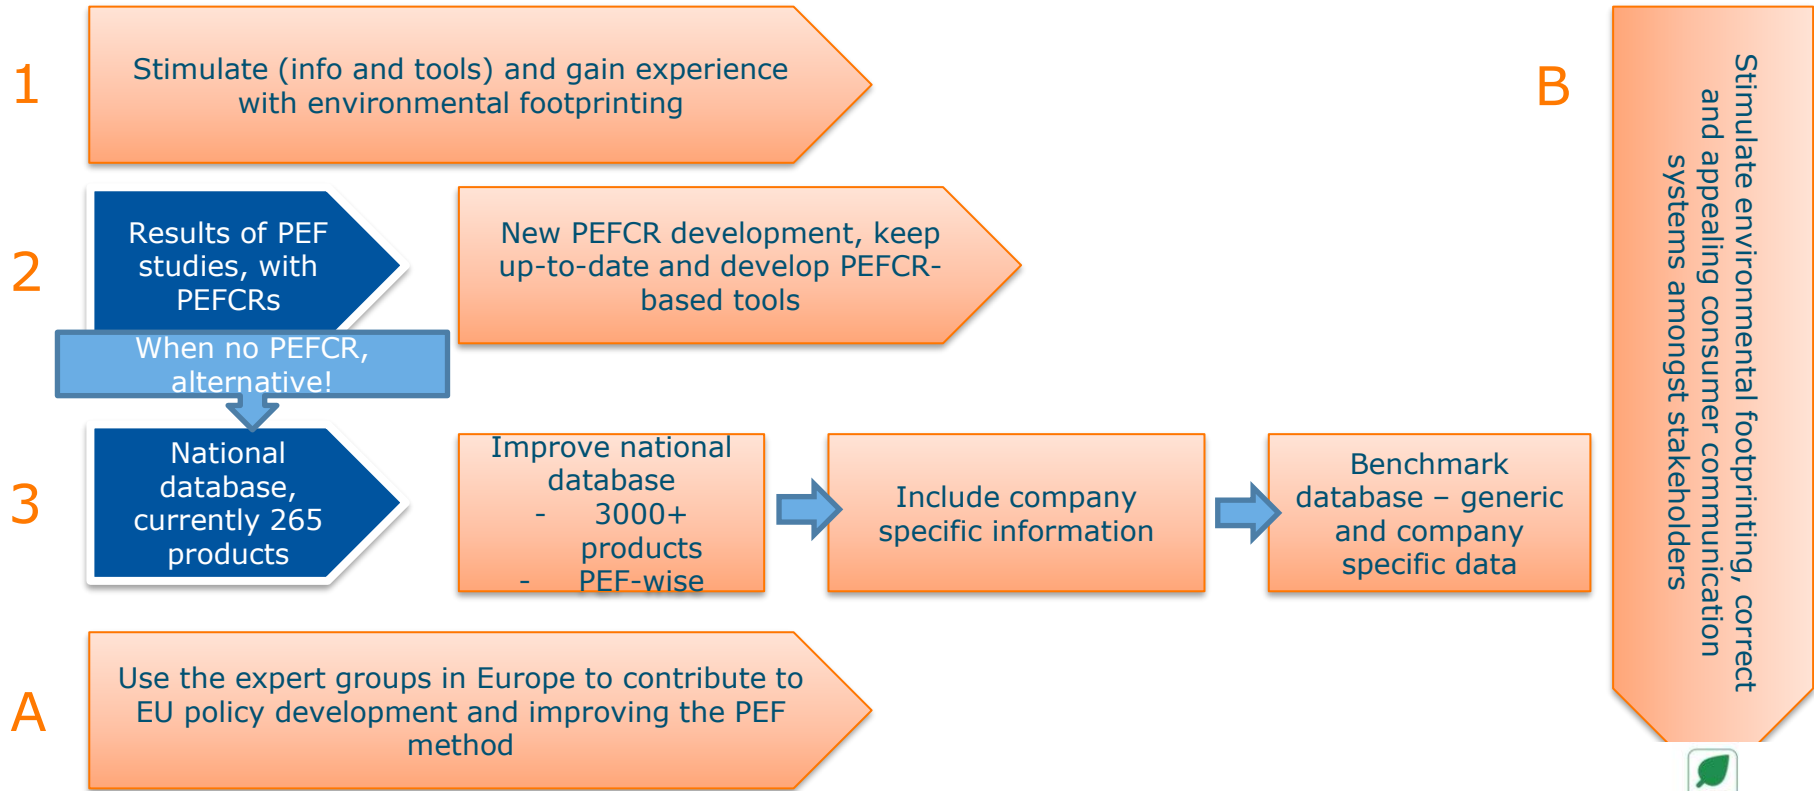 1
Stimulate (info and tools) and gain experience
with environmental footprinting
2
Results of PEF
studies, with
PEFCRs
New PEFCR development, keep
up-to-date and develop PEFCR-
based tools
When no PEFCR,
alternative!
3
National
database,
currently 265
products
Improve national
database
- 3000+
products
- PEF-wise
Include company
specific information
Benchmark
database – generic
and company
specific data
A
Use the expert groups in Europe to contribute to
EU policy development and improving the PEF
method
B
Stimulate environmental footprinting, correct
and appealing consumer communication
systems amongst stakeholders